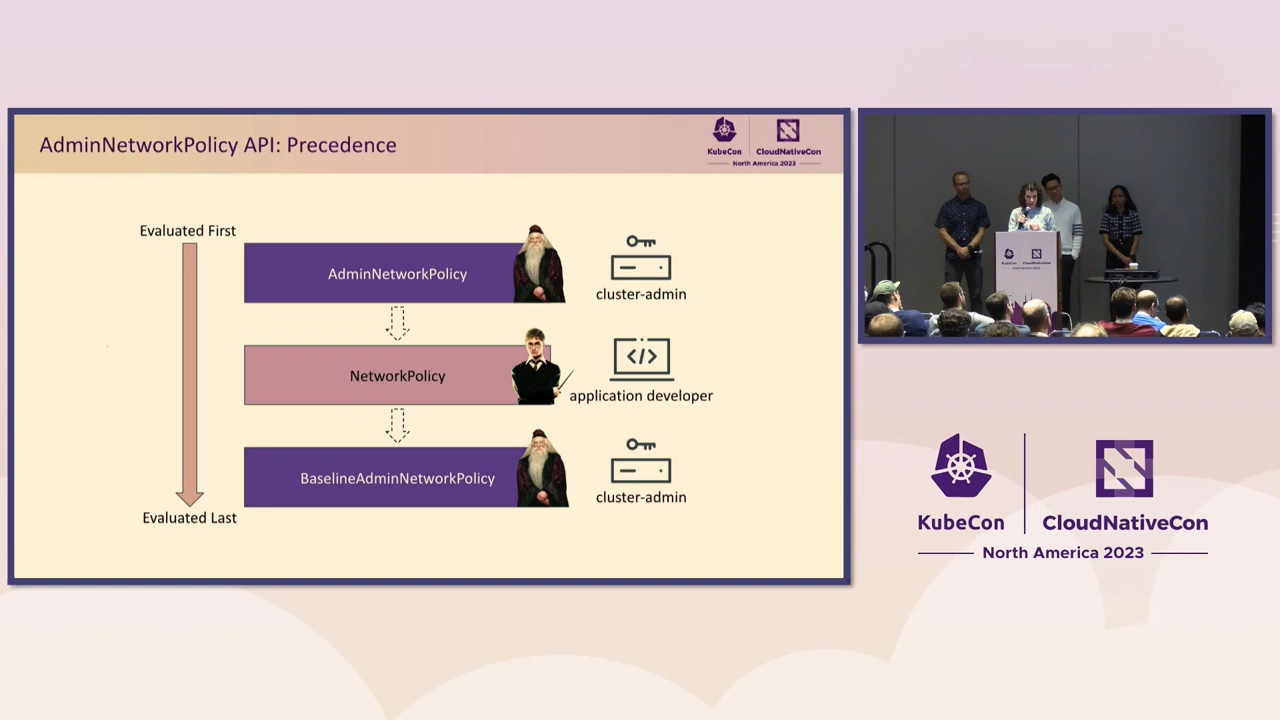 AdminNetworkPolicy API: Precedence
KubeCon
CloudNativeCon
North America 2023
Evaluated First
AdminNetworkPolicy
cluster-admin
NetworkPolicy
</>
application developer
BaselineAdminNetworkPolicy
cluster-admin
Evaluated Last
KubeCon
CloudNativeCon
North America 2023